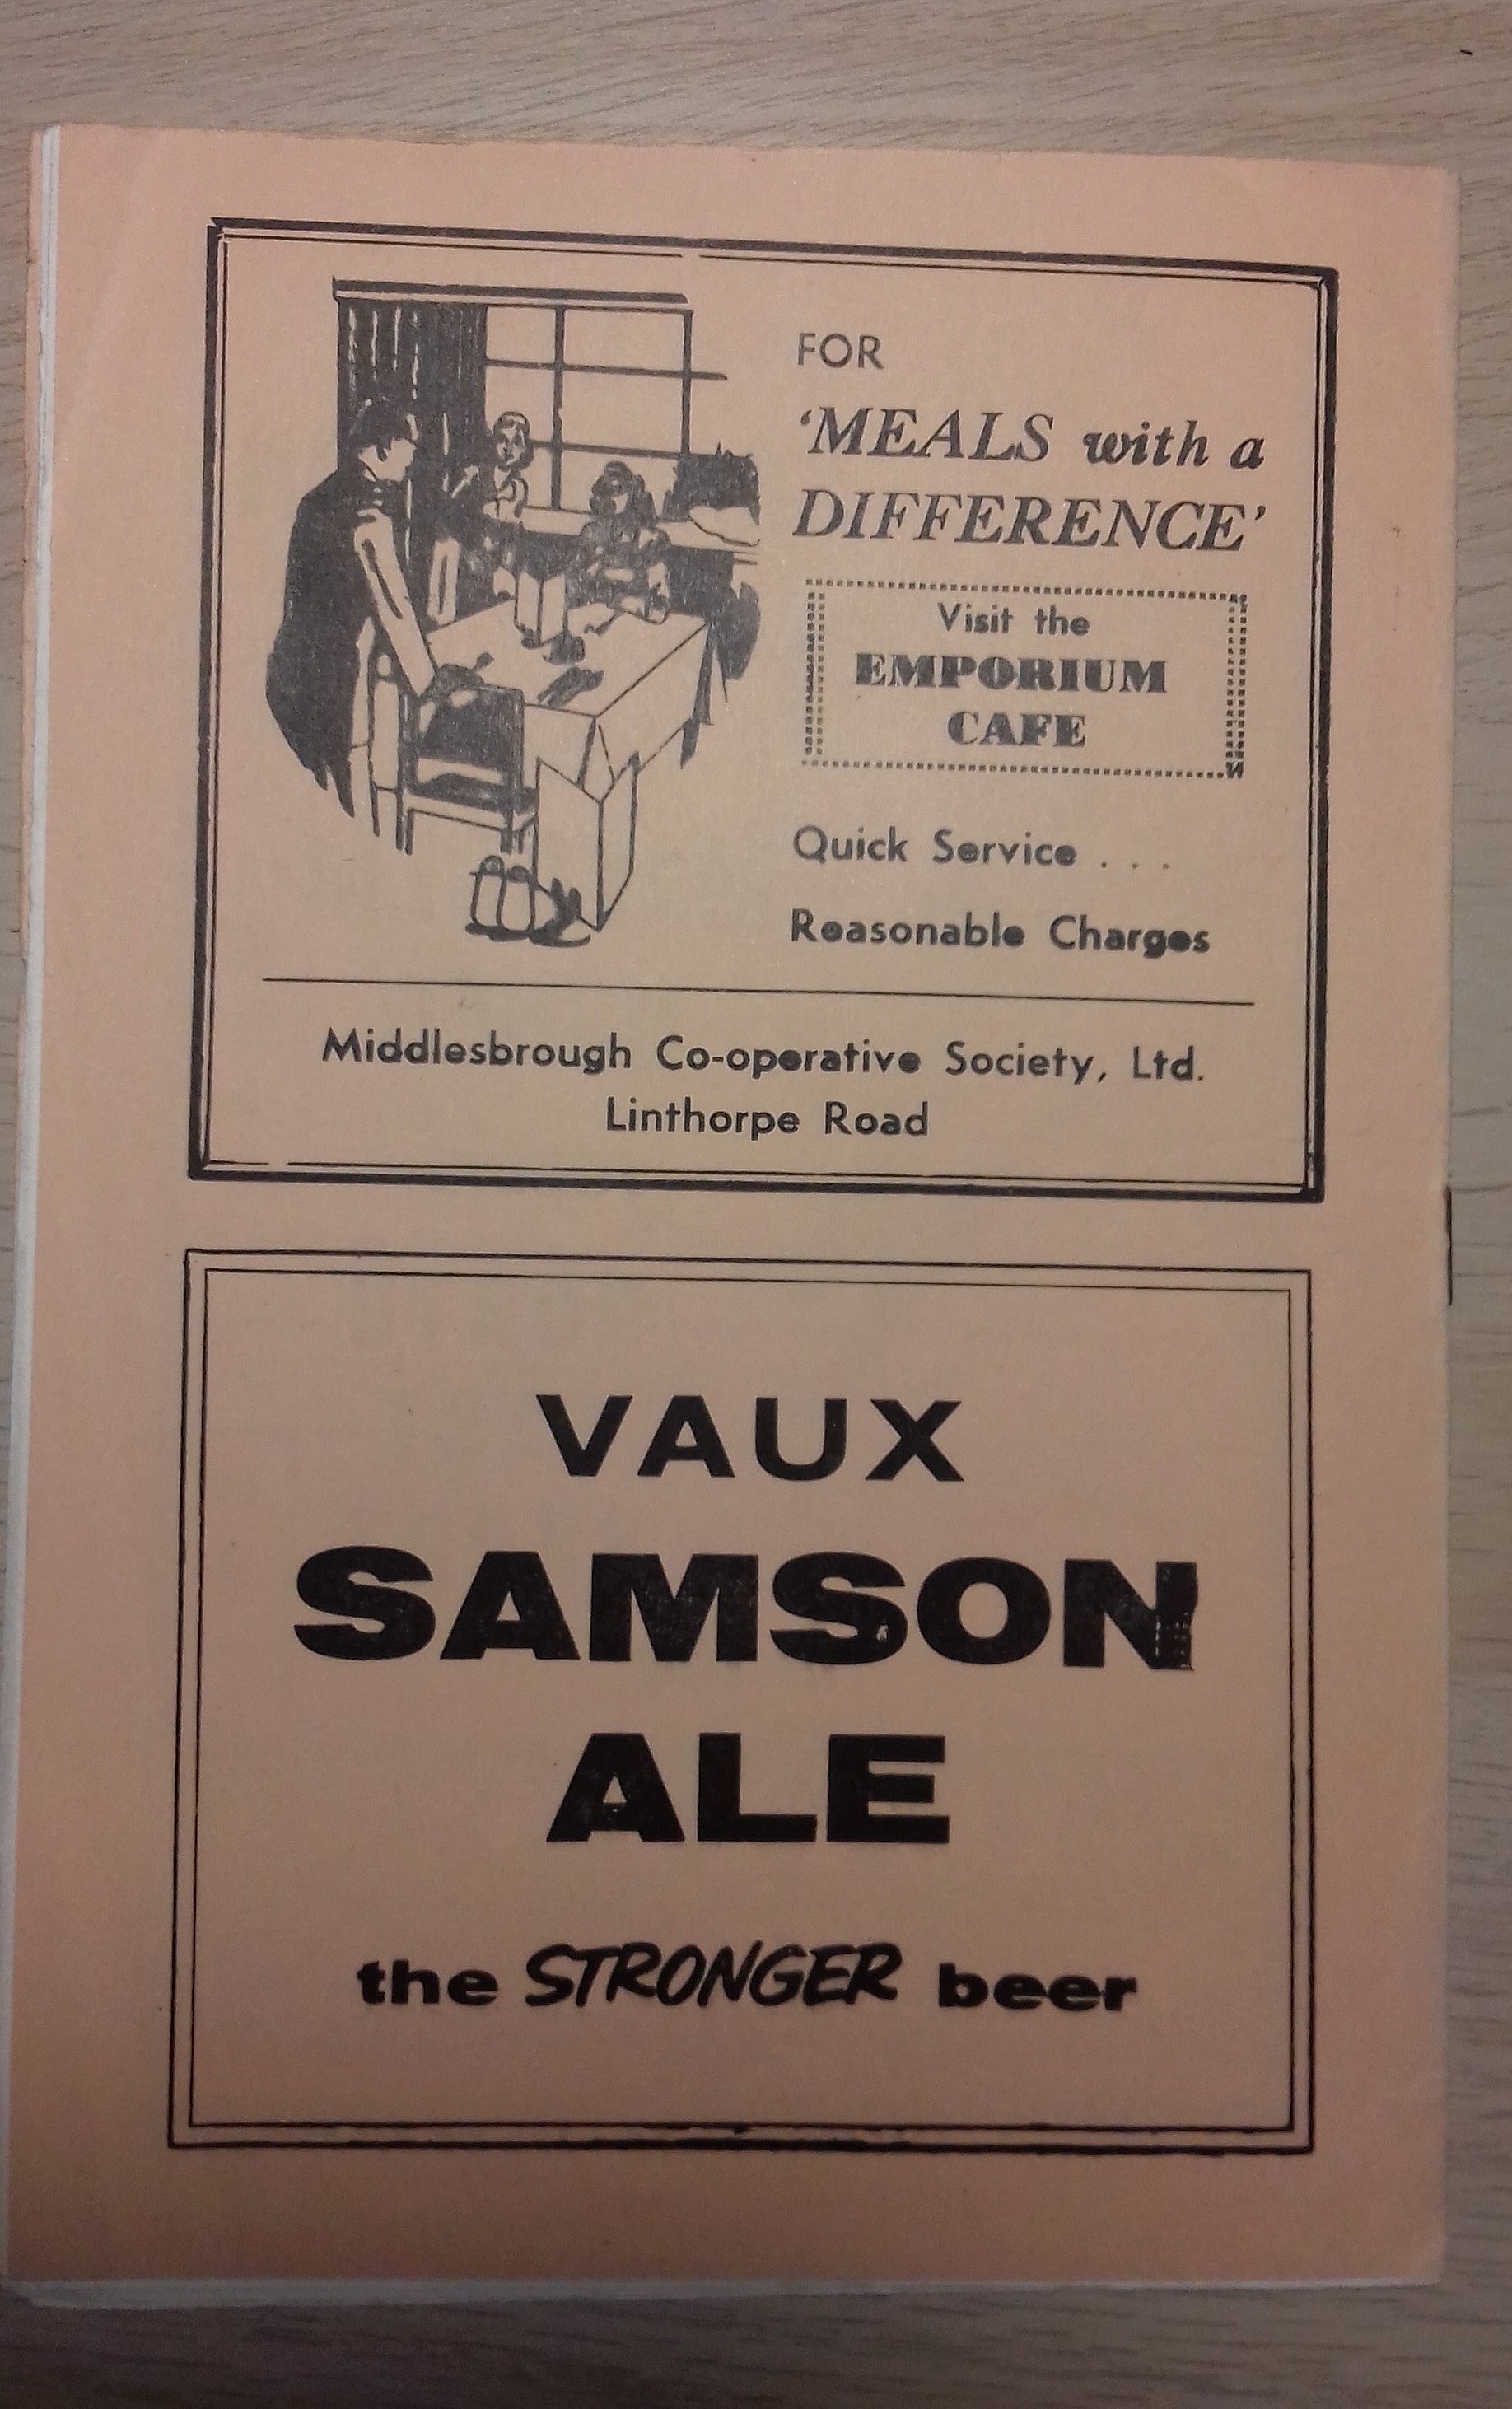 FOR
‘MEALS with a
DIFFERENCE’
Visit the
EMPORIUM
CAFE
Quick Service . . .
Reasonable Charges
Middlesbrough Co-operative Society, Ltd.
Linthorpe Road
VAUX
SAMSON
ALE
the STRONGER beer